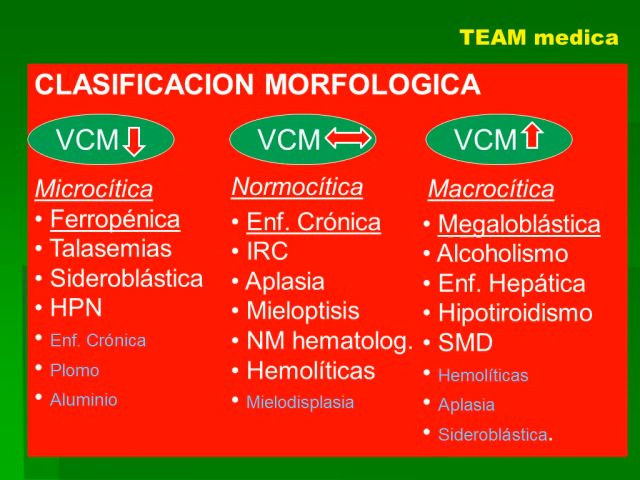 TEAM medica
CLASIFICACION MORFOLOGICA
VCM
Microcítica
• Ferropénica
• Talasemias
• Sideroblástica
• HPN
• Enf. Crónica
• Plomo
• Aluminio
VCM
Normocítica
• Enf. Crónica
• IRC
• Aplasia
• Mieloptisis
• NM hematolog.
• Hemolíticas
• Mielodisplasia
VCM
Macrocítica
• Megaloblástica
• Alcoholismo
• Enf. Hepática
• Hipotiroidismo
• SMD
• Hemolíticas
• Aplasia
• Sideroblástica.